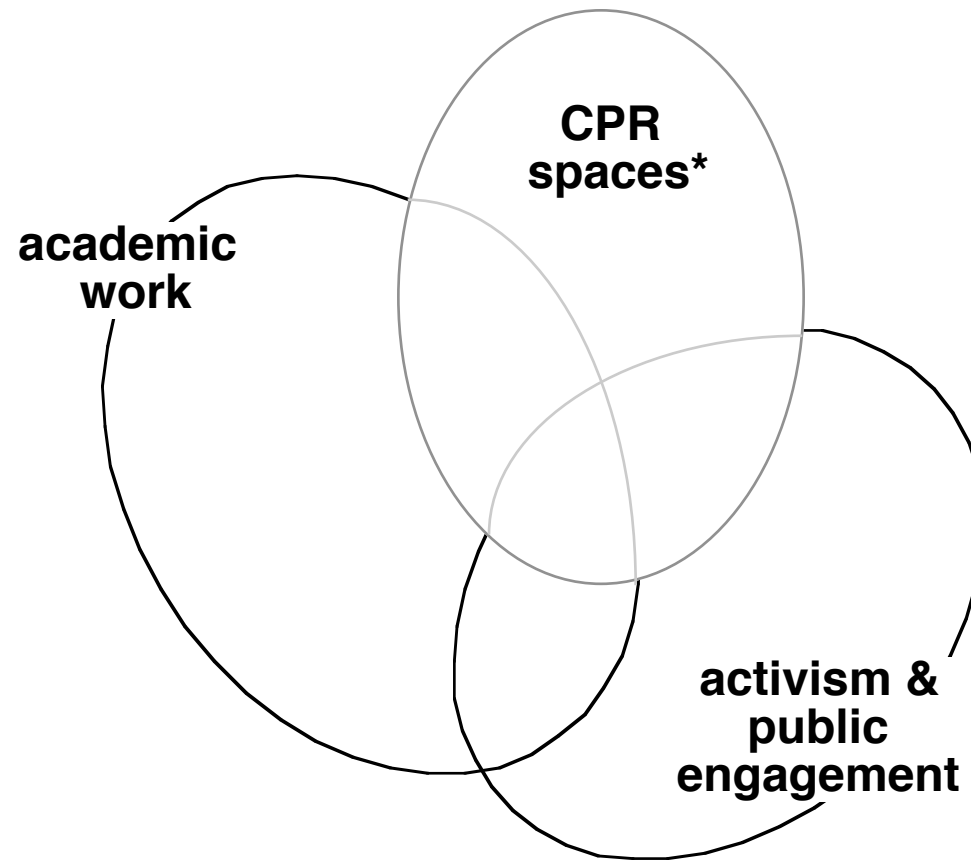 CPR
spaces*
academic
work
activism &
public
engagement